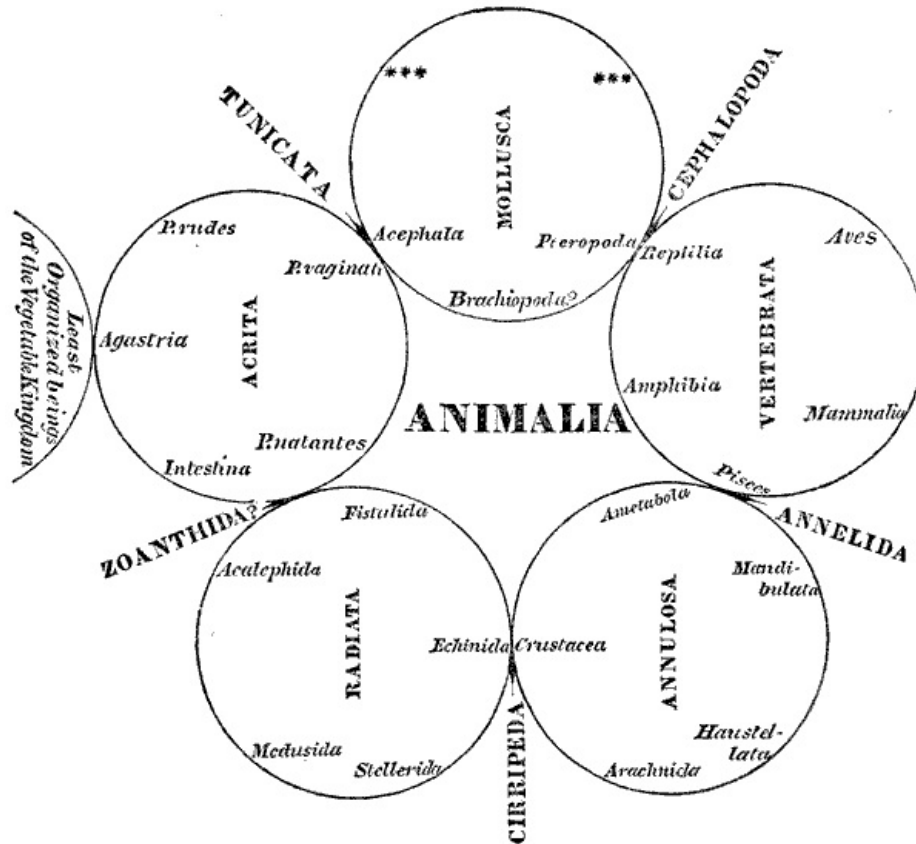 ***
***
TUNICATA
MOLLUSCA
CEPHALOPODA
Acephala
Pteropoda
Brachiopoda?
P.rudes
P.vaginati
Agastria
ACRITA
Intestina
P.natantes
Least
Organized beings
of the Vegetable Kingdom
Reptilia
Aves
VERTEBRATA
Amphibia
Mammalia
Pisces
ANIMALIA
ZOANTHIDA?
Fistulida
Acalephida
RADIATA
Echinida
Medusida
Stellerida
CIRRIPEDA
Ametabola
ANNELIDA
Mandi-
bulata
Crustacea
ANNULOSA
Haustel-
lata
Arachnida